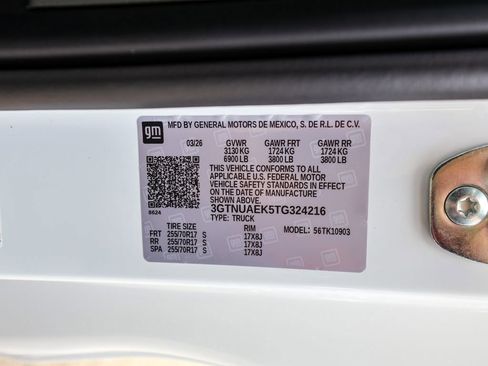 gm
MFD BY GENERAL MOTORS DE MEXICO, S. DE R.L. DE C.V.
03/26 GVWR GAWR FRT GAWR RR
3130 KG 1724 KG 1724 KG
6900 LB 3800 LB 3800 LB
THIS VEHICLE CONFORMS TO ALL
APPLICABLE U.S. FEDERAL MOTOR
VEHICLE SAFETY STANDARDS IN EFFECT
ON THE DATE OF MANUFACTURE
SHOWN ABOVE.
8624 3GTNUAEK5TG324216
TYPE: TRUCK
TIRE SIZE RIM MODEL: 56TK10903
FRT 255/70R17 S 17X8J
RR 255/70R17 S 17X8J
SPA 255/70R17 S 17X8J